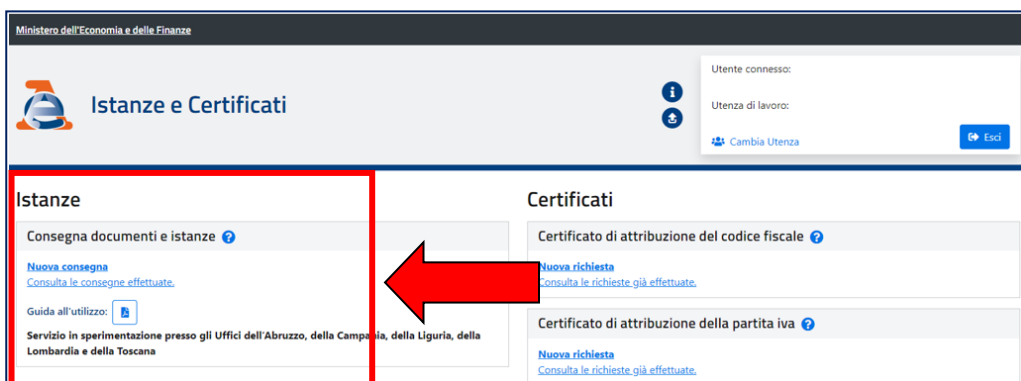 Ministero dell'Economia e delle Finanze
Istanze e Certificati
Utente connesso:
Utenza di lavoro:
Cambia Utenza
Esci
Istanze
Consegna documenti e istanze
Nuova consegna
Consulta le consegne effettuate.
Guida all'utilizzo:
Servizio in sperimentazione presso gli Uffici dell'Abruzzo, della Campania, della Liguria, della
Lombardia e della Toscana
Certificati
Certificato di attribuzione del codice fiscale
Nuova richiesta
Consulta le richieste già effettuate.
Certificato di attribuzione della partita iva
Nuova richiesta
Consulta le richieste già effettuate.